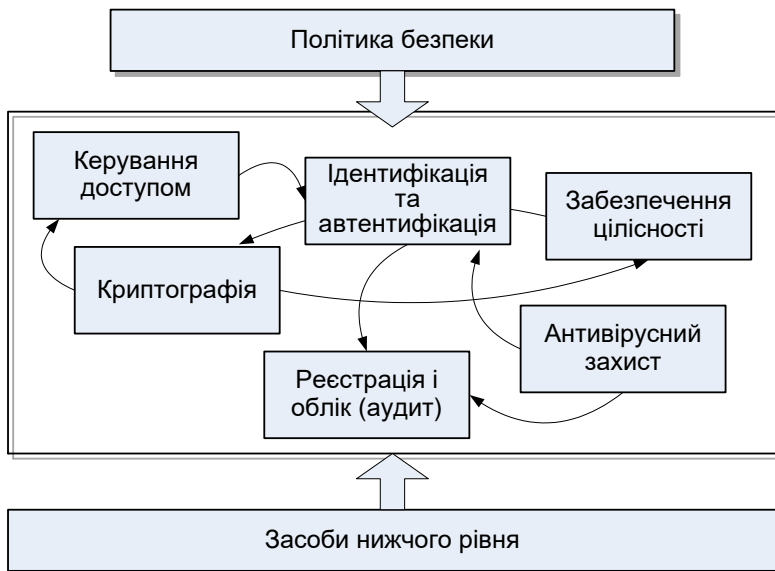 Політика безпеки
Керування
доступом
Ідентифікація
та
автентифікація
Забезпечення
цілісності
Криптографія
Антивірусний
захист
Реєстрація і
облік (аудит)
Засоби нижчого рівня